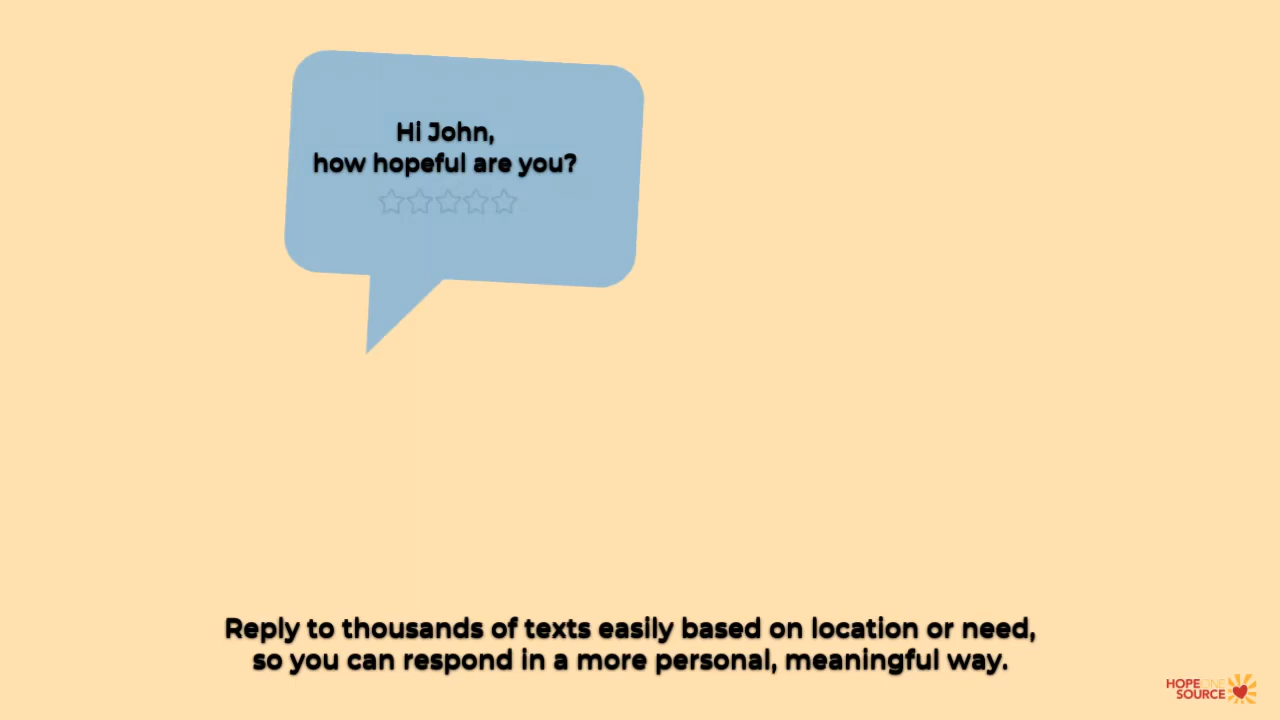 Hi John,
how hopeful are you?
Reply to thousands of texts easily based on location or need,
so you can respond in a more personal, meaningful way.
HOPE ONE
SOURCE